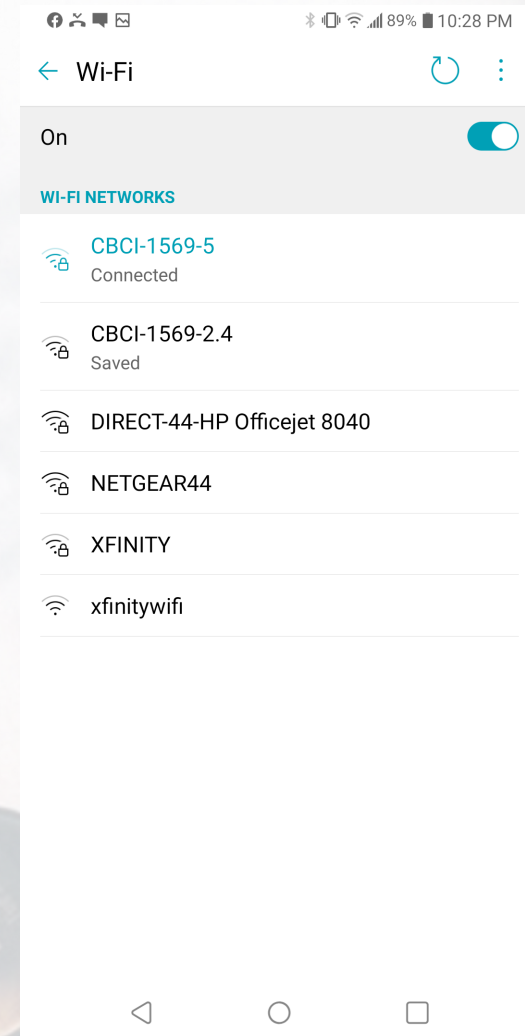 89% 10:28 PM
Wi-Fi
On
WI-FI NETWORKS
CBCI-1569-5
Connected
CBCI-1569-2.4
Saved
DIRECT-44-HP Officejet 8040
NETGEAR44
XFINITY
xfinitywifi